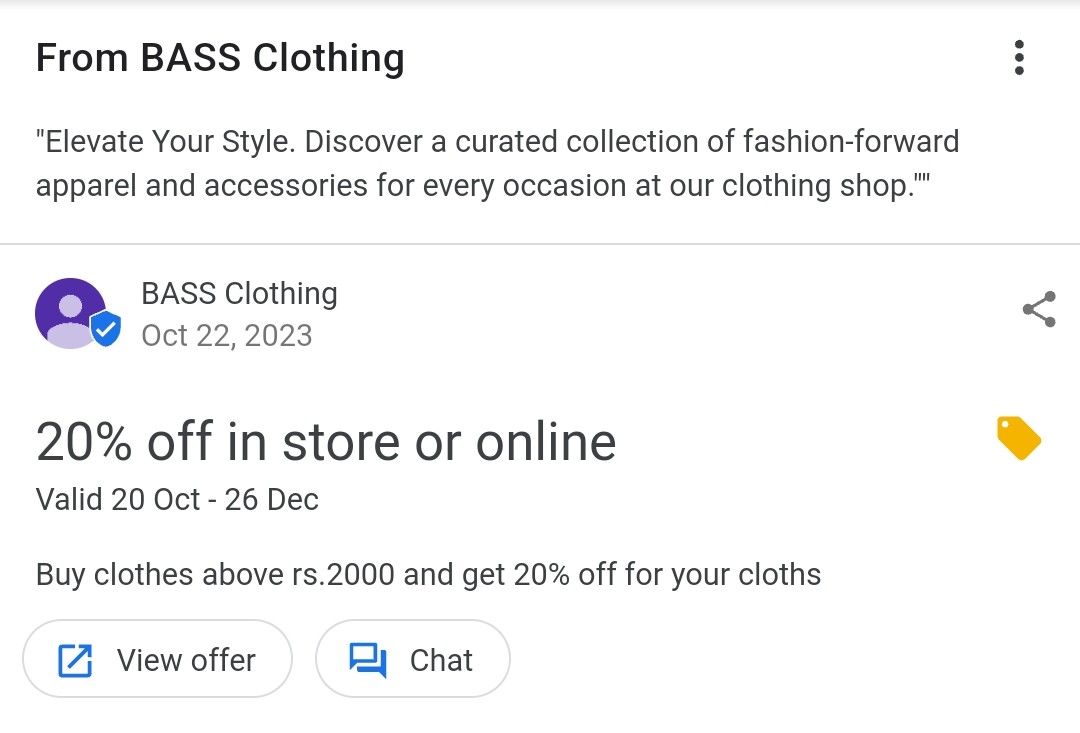 From BASS Clothing
"Elevate Your Style. Discover a curated collection of fashion-forward
apparel and accessories for every occasion at our clothing shop.""
BASS Clothing
Oct 22, 2023
20% off in store or online
Valid 20 Oct - 26 Dec
Buy clothes above rs.2000 and get 20% off for your cloths
View offer
Chat